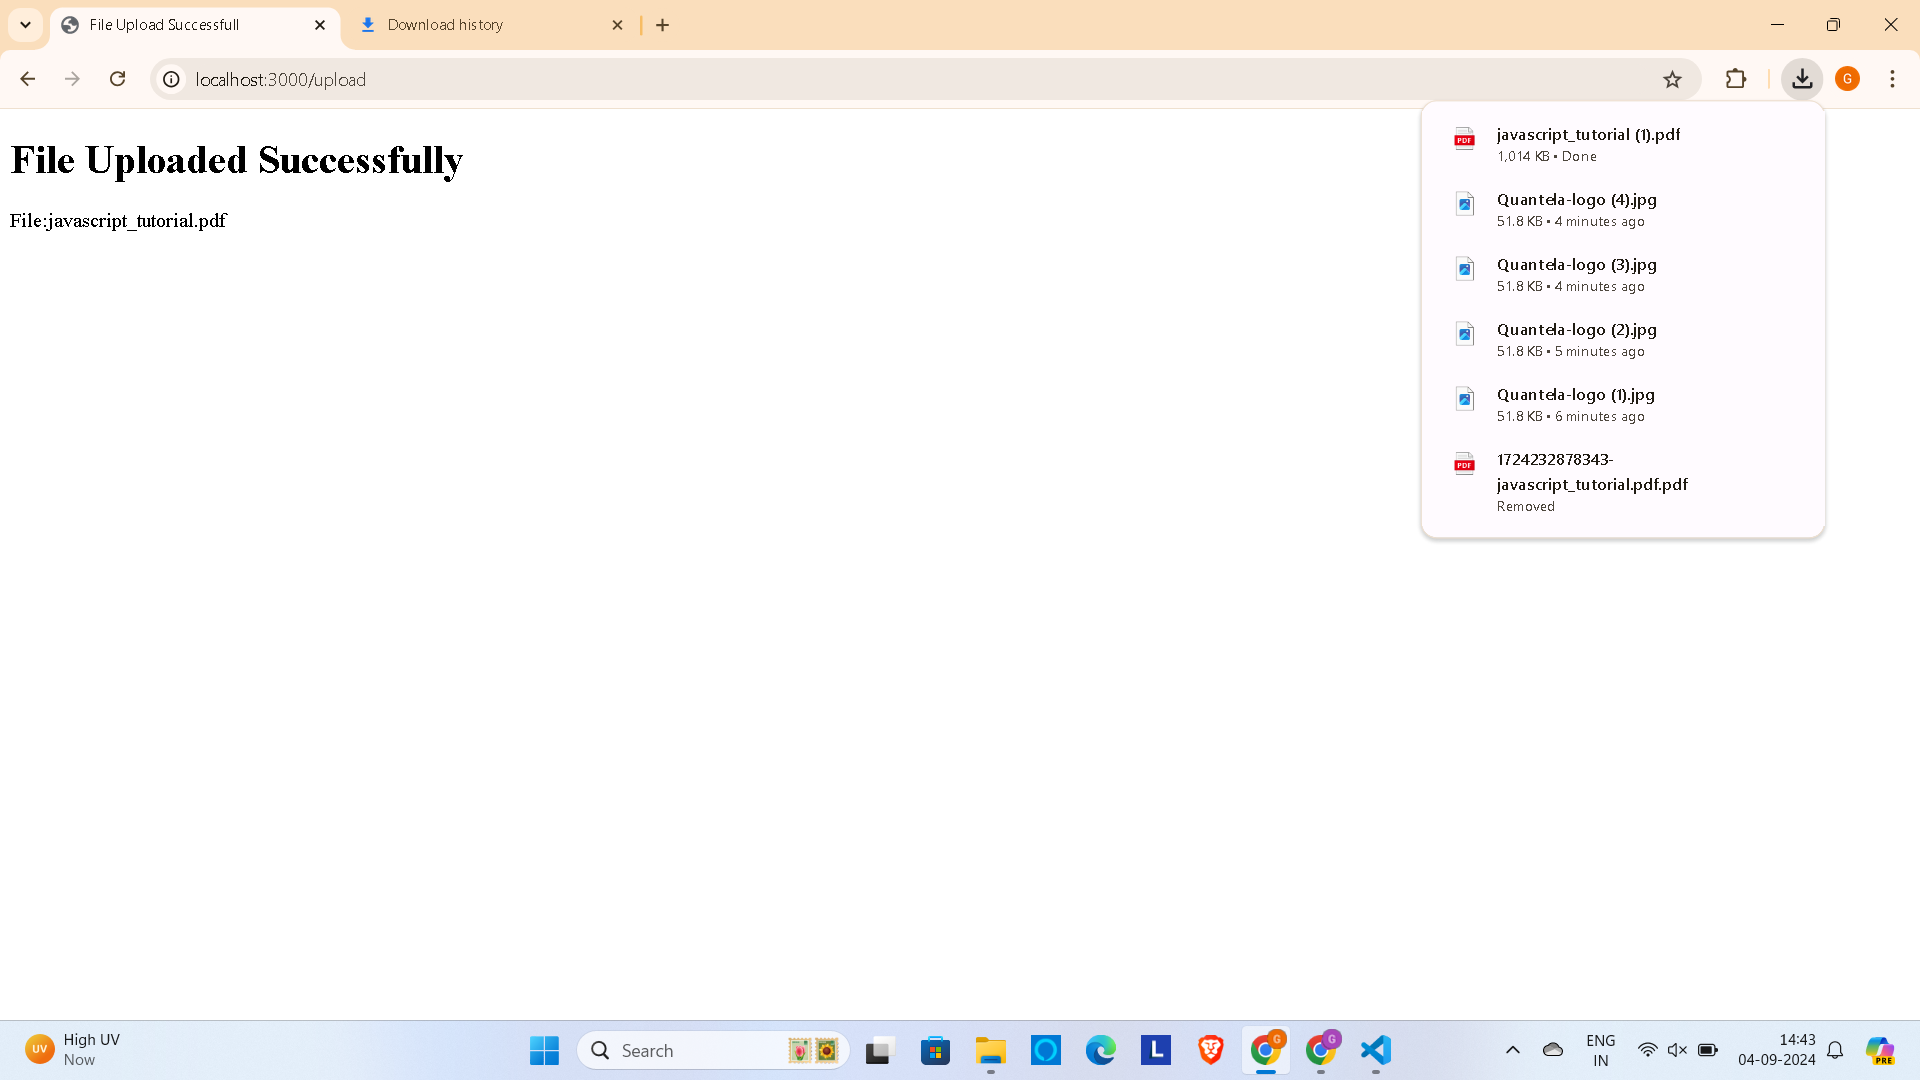 File Upload Successfull
Download history
localhost:3000/upload
G
File Uploaded Successfully
File:javascript_tutorial.pdf
PDF
javascript_tutorial (1).pdf
1,014 KB • Done
Quantela-logo (4).jpg
51.8 KB • 4 minutes ago
Quantela-logo (3).jpg
51.8 KB • 4 minutes ago
Quantela-logo (2).jpg
51.8 KB • 5 minutes ago
Quantela-logo (1).jpg
51.8 KB • 6 minutes ago
PDF
1724232878343-
javascript_tutorial.pdf.pdf
Removed
UV
High UV
Now
Search
L
G
G
ENG
IN
14:43
04-09-2024
PRE